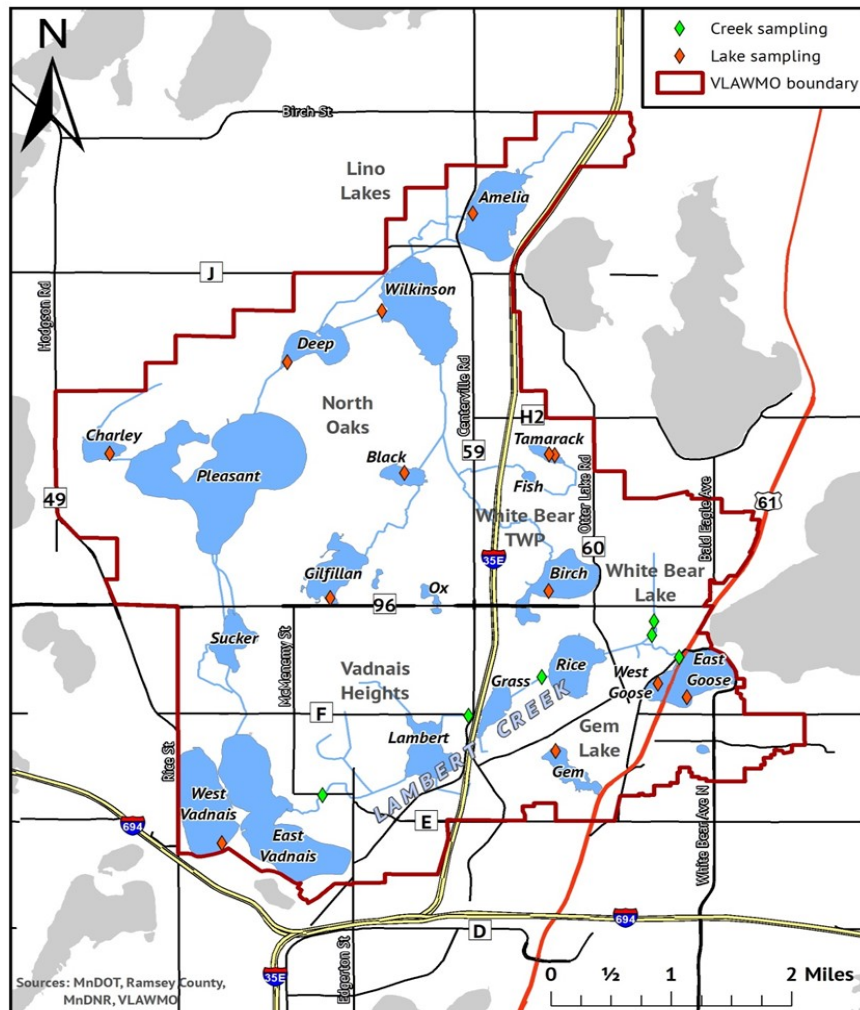 N
Creek sampling
Lake sampling
VLAWMO boundary
Birch St
Lino
Lakes
Amelia
J
Wilkinson
Hodgson Rd
Deep
Centerville Rd
North
Oaks
H2
Charley
Tamarack
Pleasant
Black
59
Fish
Otter Lake Rd
Bald Eagle Ave
61
49
White Bear
TWP
60
35E
Gilfillan
Birch
White Bear
Lake
Ox
96
Sucker
McMenemy St
Vadnais
Heights
Grass
Rice
West
Goose
East
Goose
F
Lambert
LAMBERT CREEK
Gem
Lake
Gem
Rice St
West
Vadnais
East
Vadnais
E
694
White Bear Ave N
694
D
35E
Edgerton St
Sources: MnDOT, Ramsey County,
MnDNR, VLAWMO
0 ½ 1 2 Miles